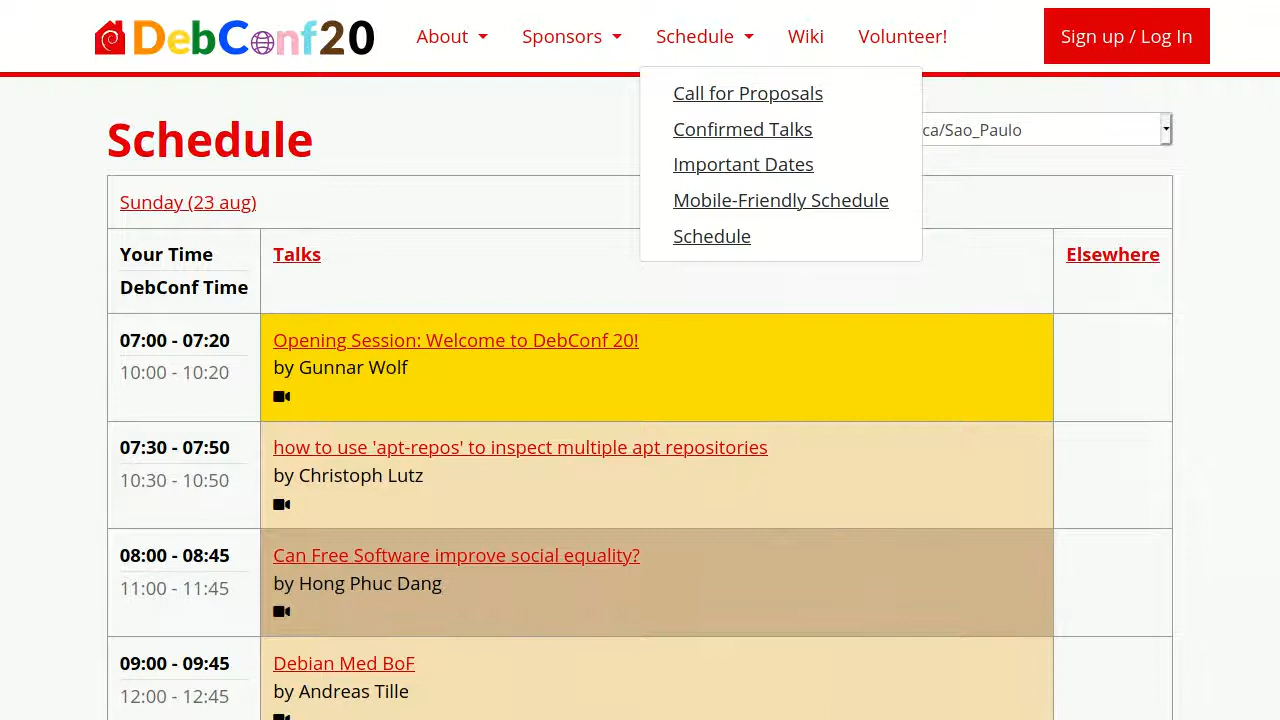 DebConf20
About
Sponsors
Schedule
Wiki
Volunteer!
Sign up / Log In
Call for Proposals
Confirmed Talks
Important Dates
Mobile-Friendly Schedule
Schedule
Schedule
ca/Sao_Paulo
Sunday (23 aug)
Your Time
DebConf Time
Talks
Elsewhere
07:00 - 07:20
10:00 - 10:20
Opening Session: Welcome to DebConf 20!
by Gunnar Wolf
07:30 - 07:50
10:30 - 10:50
how to use 'apt-repos' to inspect multiple apt repositories
by Christoph Lutz
08:00 - 08:45
11:00 - 11:45
Can Free Software improve social equality?
by Hong Phuc Dang
09:00 - 09:45
12:00 - 12:45
Debian Med BoF
by Andreas Tille